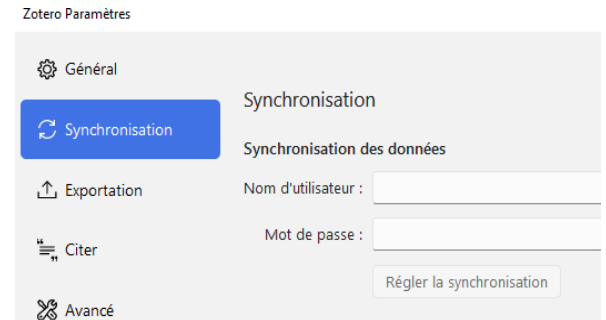 Zotero Paramètres
Général
Synchronisation
Exportation
Citer
Avancé
Synchronisation
Synchronisation des données
Nom d'utilisateur :
Mot de passe :
Régler la synchronisation